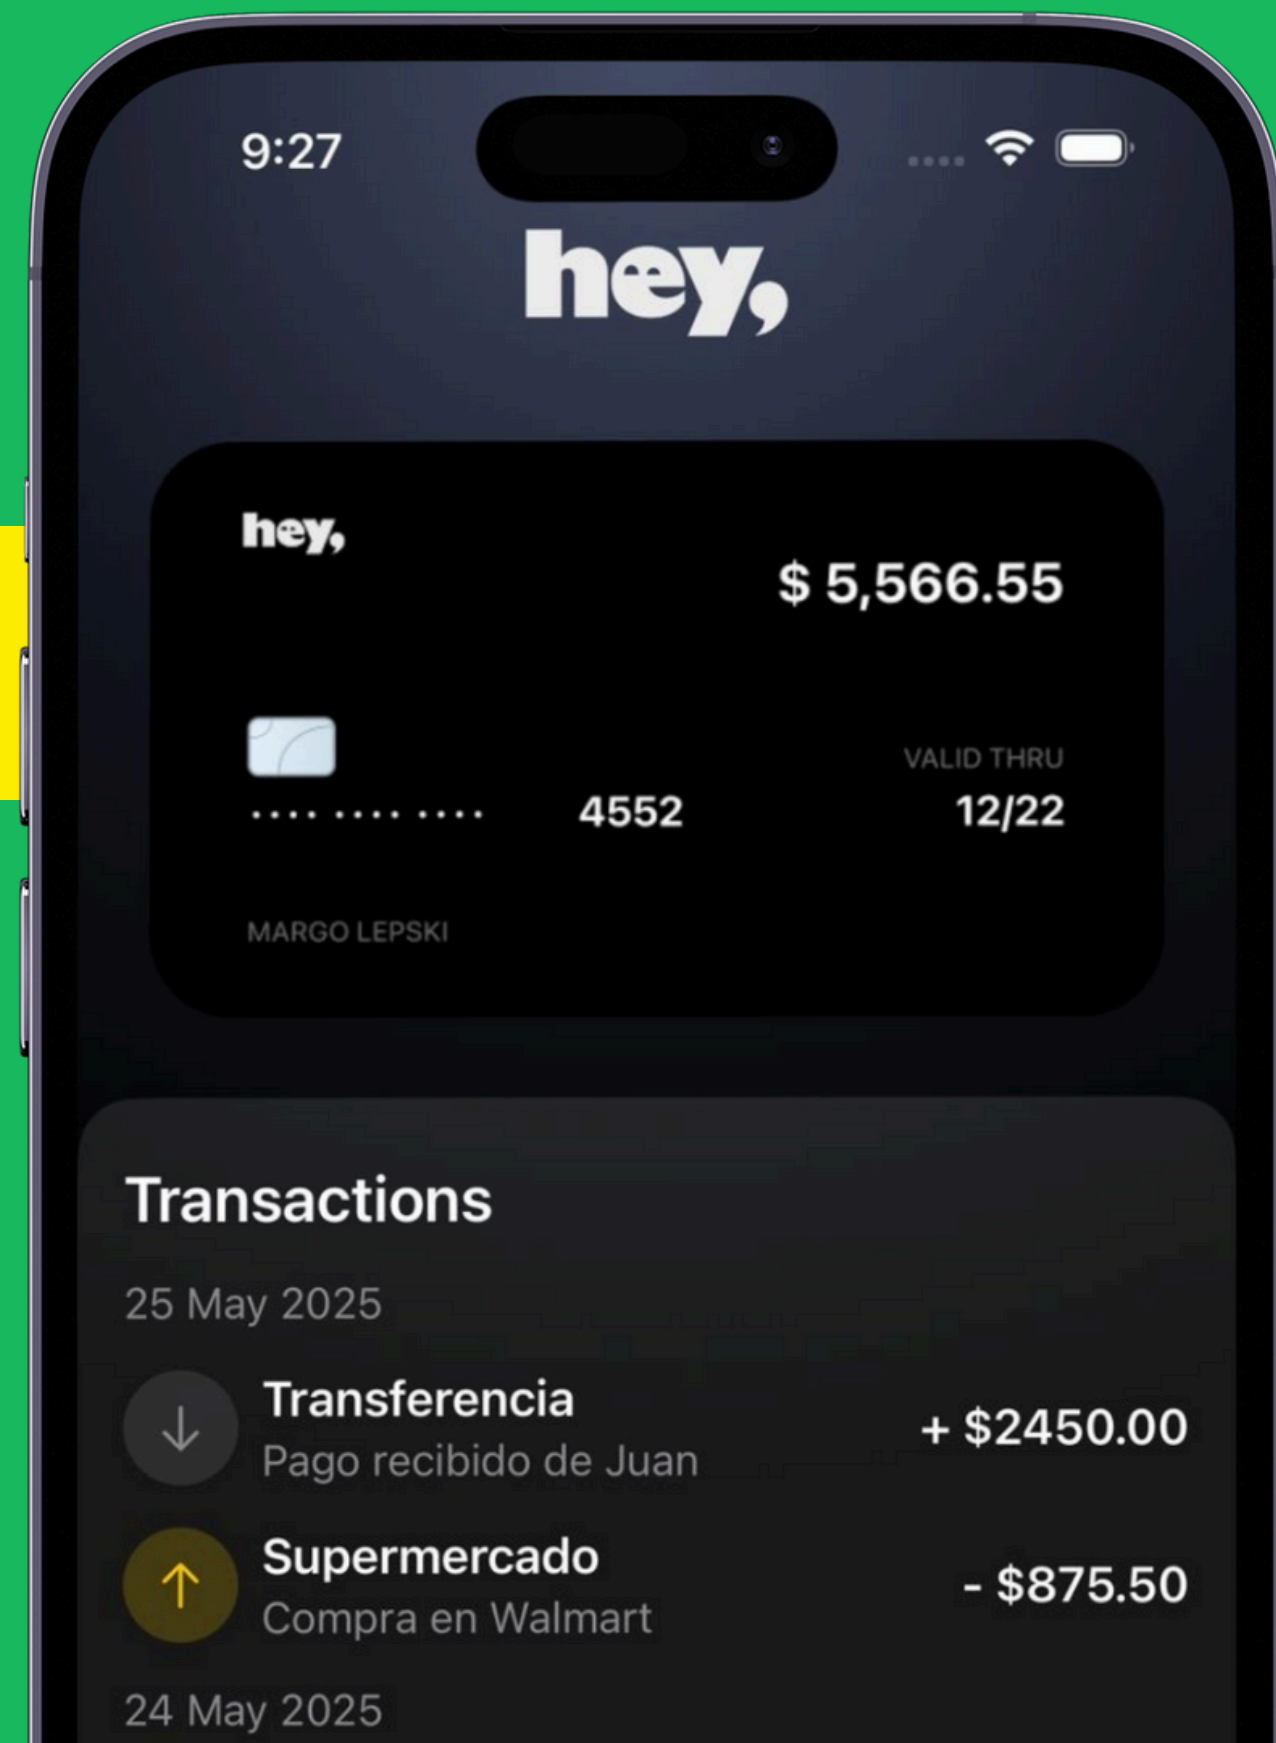 9:27
hey,
hey,
$ 5,566.55
VALID THRU
.... .... .... 4552 12/22
MARGO LEPSKI
Transactions
25 May 2025
Transferencia
+ $2450.00
Pago recibido de Juan
Supermercado
- $875.50
Compra en Walmart
24 May 2025